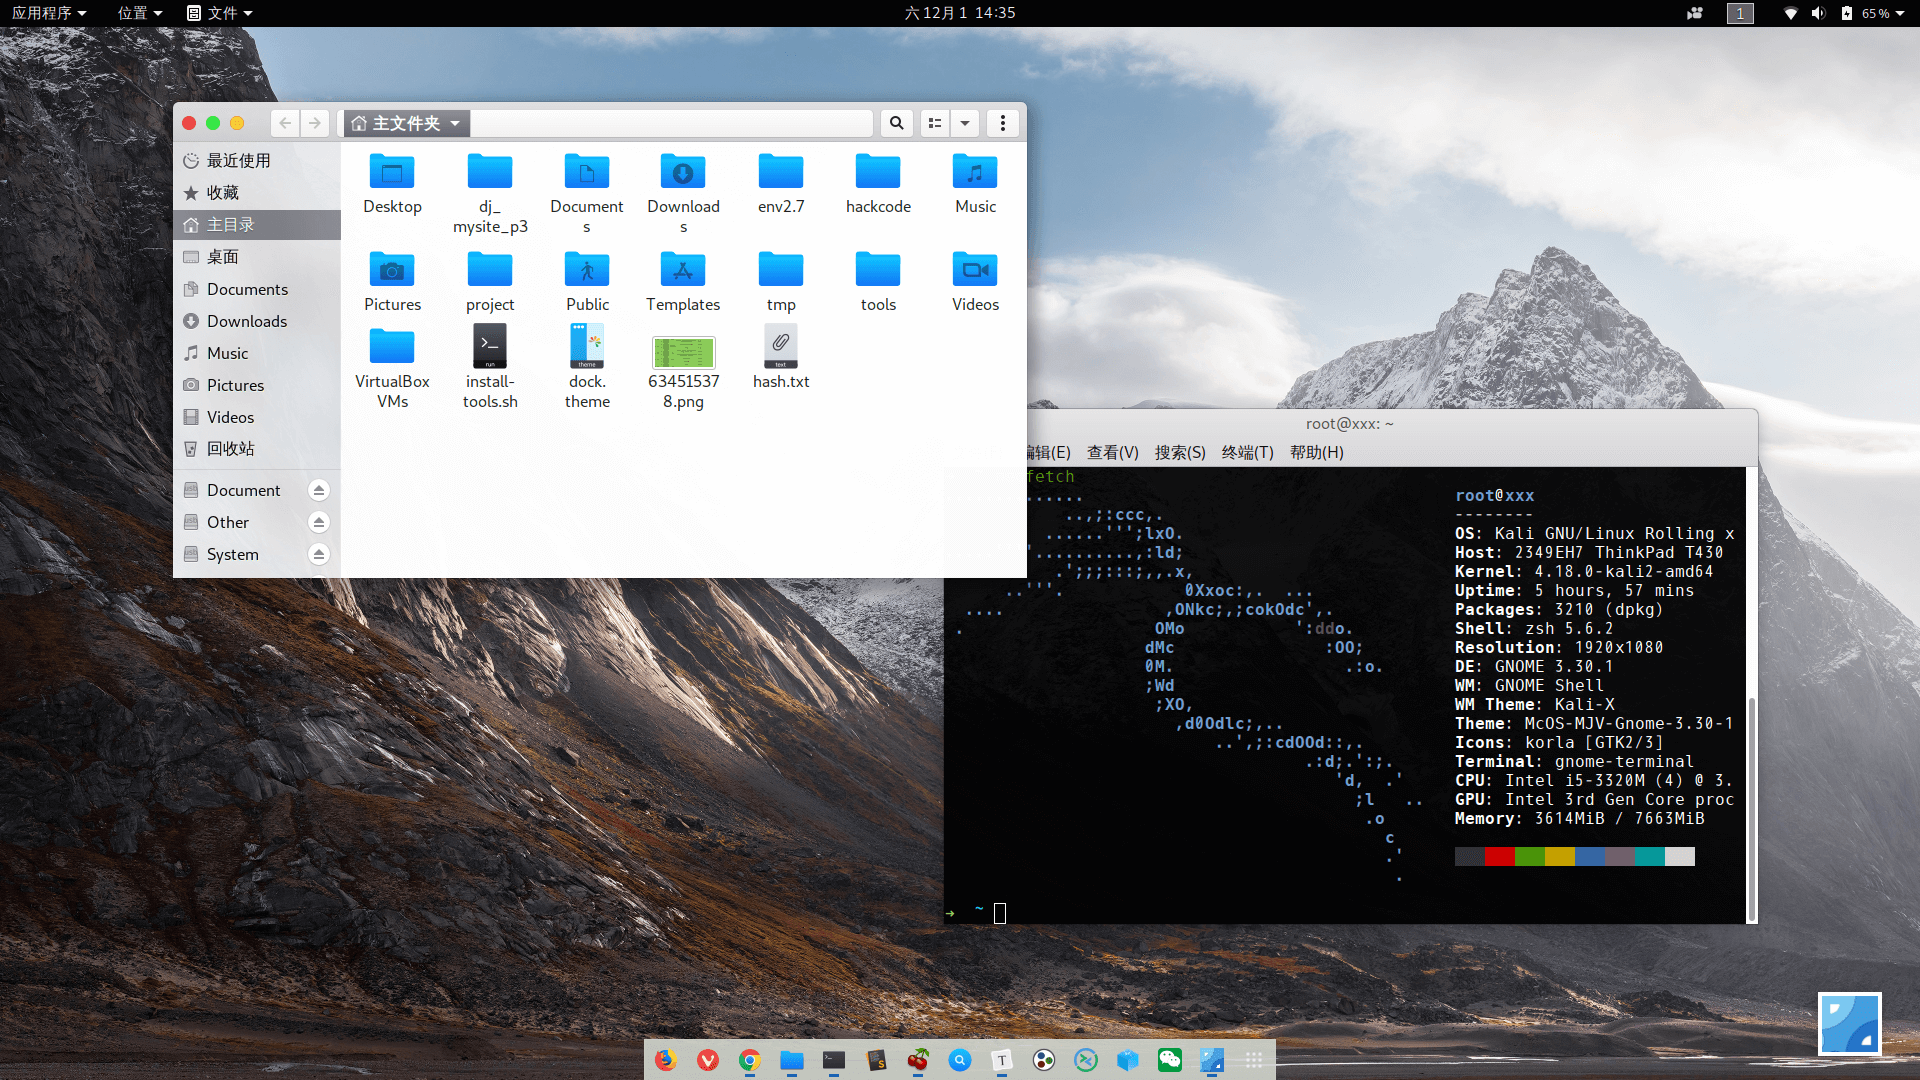 应用程序 位置 文件 六 12月 1 14:35 1 65 %
主文件夹
最近使用
收藏
主目录
桌面
Documents
Downloads
Music
Pictures
Videos
回收站
Document
Other
System
Desktop dj_mysite_p3 Documents Downloads env2.7 hackcode Music
Pictures project Public Templates tmp tools Videos
VirtualBox VMs install-tools.sh dock.theme 634515378.png hash.txt
run theme text
root@xxx: ~
辑(E) 查看(V) 搜索(S) 终端(T) 帮助(H)
fetch
root@xxx
--------
OS: Kali GNU/Linux Rolling x
Host: 2349EH7 ThinkPad T430
Kernel: 4.18.0-kali2-amd64
Uptime: 5 hours, 57 mins
Packages: 3210 (dpkg)
Shell: zsh 5.6.2
Resolution: 1920x1080
DE: GNOME 3.30.1
WM: GNOME Shell
WM Theme: Kali-X
Theme: McOS-MJV-Gnome-3.30-1
Icons: korla [GTK2/3]
Terminal: gnome-terminal
CPU: Intel i5-3320M (4) @ 3.
GPU: Intel 3rd Gen Core proc
Memory: 3614MiB / 7663MiB
➜ ~